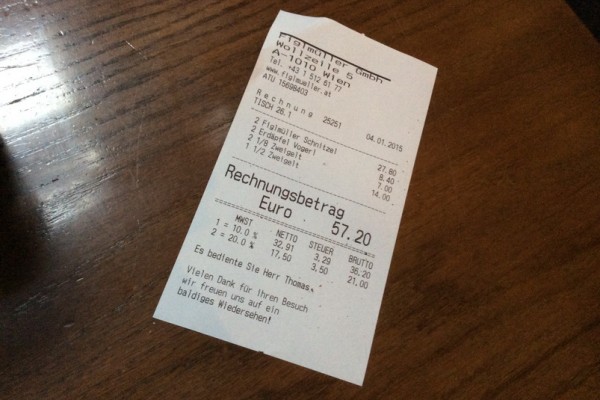 Figlmüller GmbH
Wollzeile 5
A-1010 Wien
Tel. +43 1 512 61 77
www.figlmueller.at
ATU 15698403
Rechnung 25251 04.01.2015
TISCH 26.1
2 Figlmüller Schnitzel 27.80
2 Erdäpfel Vogerl 8.40
2 1/8 Zweigelt 7.00
1 1/2 Zweigelt 14.00
Rechnungsbetrag
Euro 57.20
MWST NETTO STEUER BRUTTO
1 = 10.0 % 32.91 3,29 36,20
2 = 20.0 % 17,50 3,50 21,00
Es bediente Sie Herr Thomas.
Vielen Dank für Ihren Besuch
wir freuen uns auf ein
baldiges Wiedersehen!